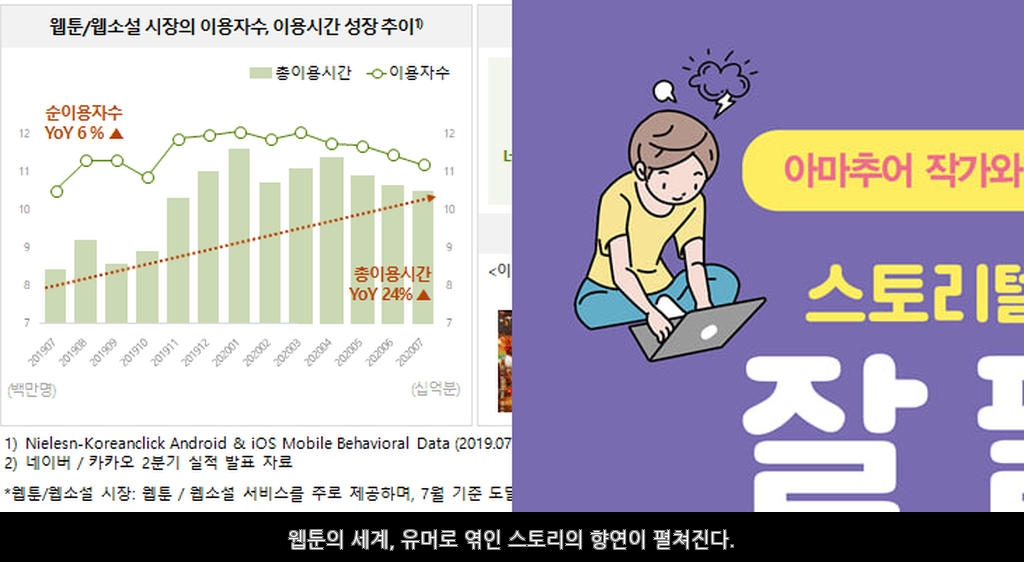 웹툰/웹소설 시장의 이용자수, 이용시간 성장 추이1)
총이용시간 이용자수
순이용자수
YoY 6 % ▲
12 12
11 11
10 10
9 9
8 8
7 7
총이용시간
YoY 24% ▲
201907 201908 201909 201910 201911 201912 202001 202002 202003 202004 202005 202006 202007
(백만명) (십억분)
<이
1) Nielesn-Koreanclick Android & iOS Mobile Behavioral Data (2019.07
2) 네이버 / 카카오 2분기 실적 발표 자료
*웹툰/웹소설 시장: 웹툰 / 웹소설 서비스를 주로 제공하며, 7월 기준 도달
아마추어 작가와
스토리텔
잘
웹툰의 세계, 유머로 엮인 스토리의 향연이 펼쳐진다.